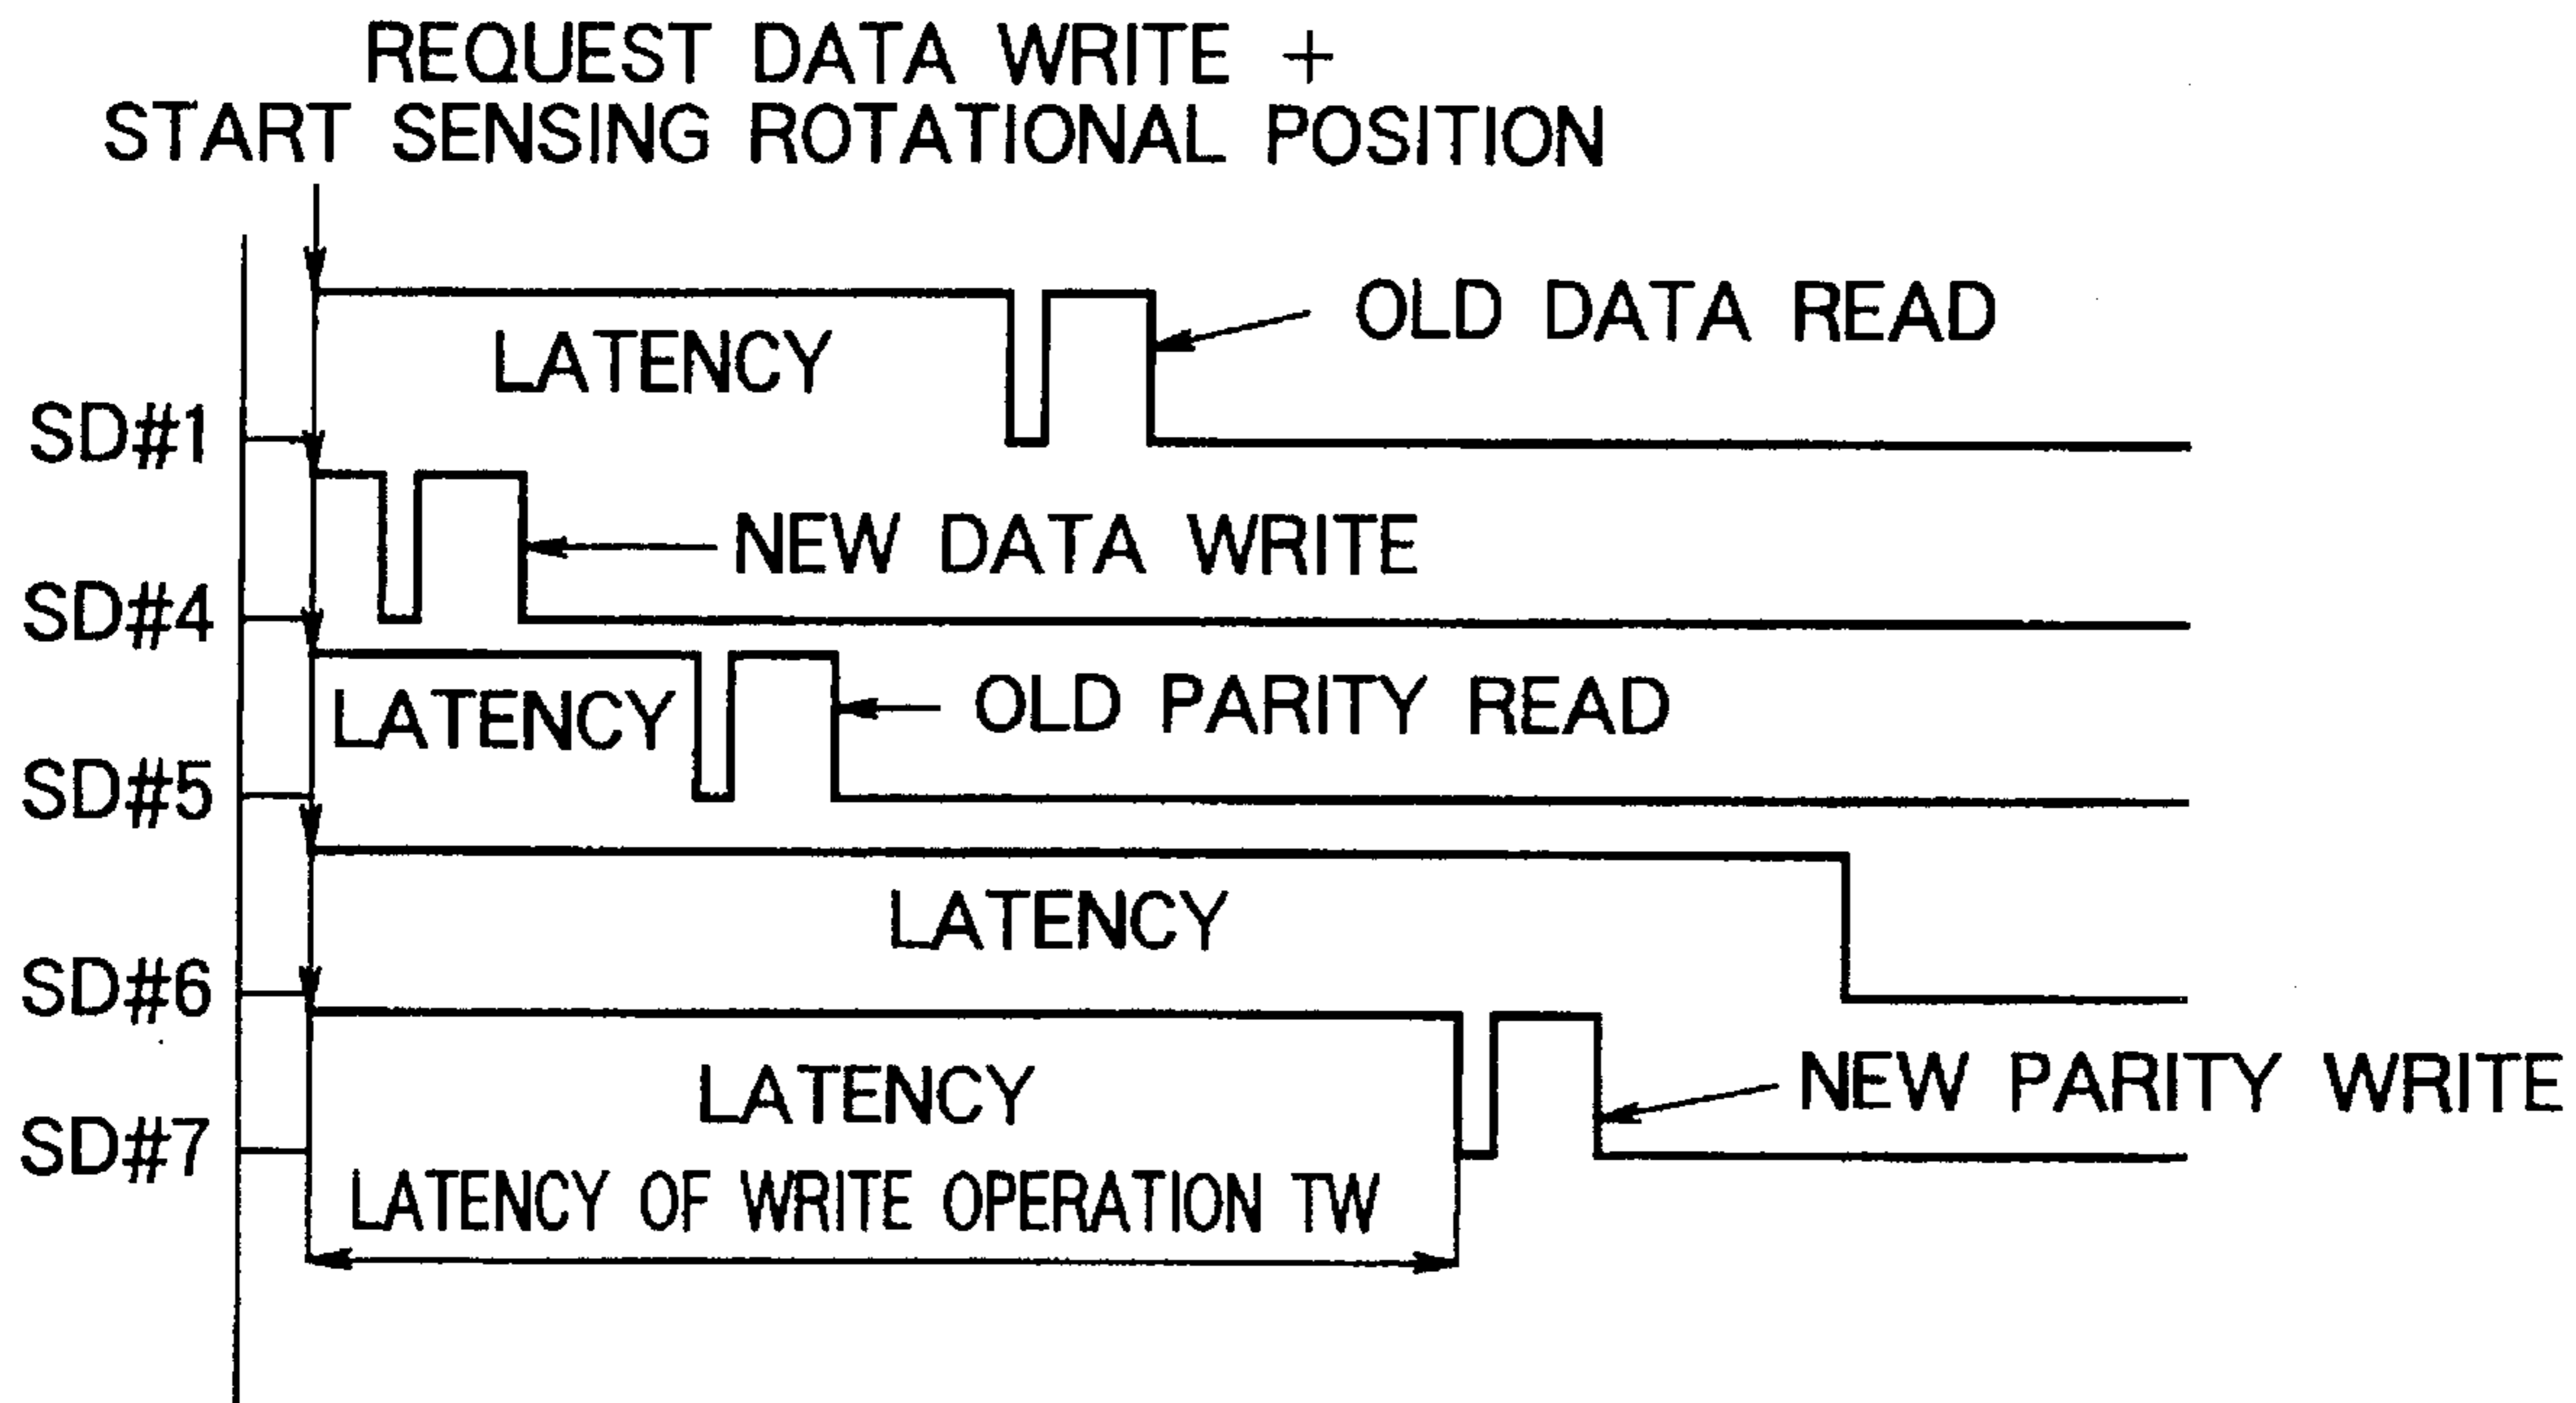 REQUEST DATA WRITE +
START SENSING ROTATIONAL POSITION
OLD DATA READ
LATENCY
SD#1
NEW DATA WRITE
SD#4
OLD PARITY READ
LATENCY
SD#5
LATENCY
SD#6
LATENCY
NEW PARITY WRITE
SD#7
LATENCY OF WRITE OPERATION TW